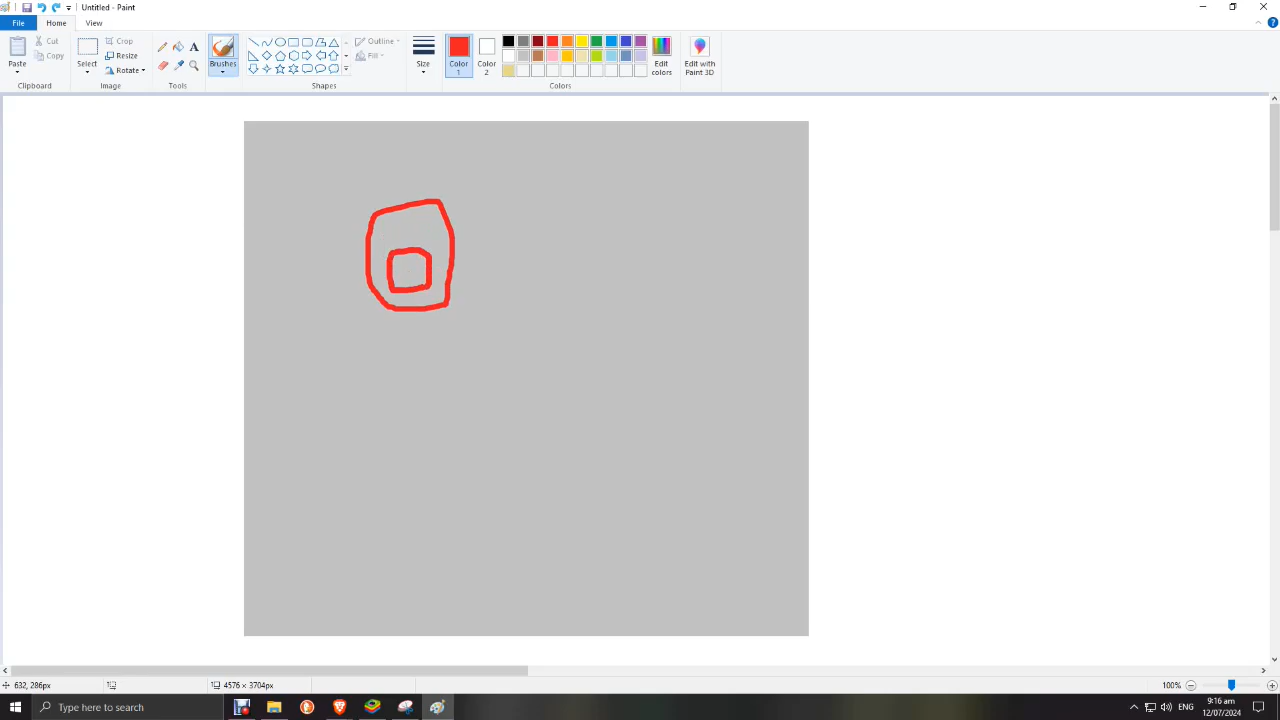 Untitled - Paint
File Home View
Paste Cut Copy Clipboard
Select Crop Resize Rotate Image
A Tools
Brushes
Outline Fill Shapes
Size
Color 1 Color 2 Edit colors Colors
Edit with Paint 3D
632, 286px 4576 × 3704px 100%
Type here to search ENG 9:16 am 12/07/2024